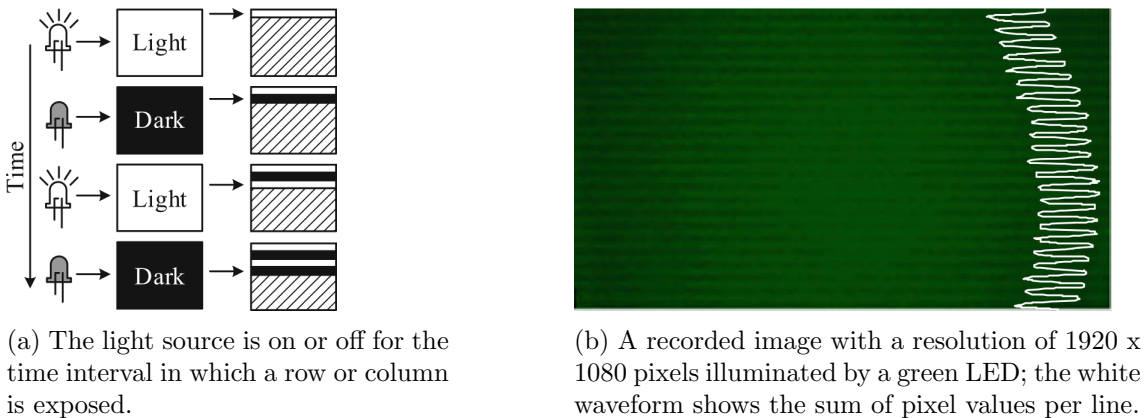 Time
Light
Dark
Light
Dark
(a) The light source is on or off for the
time interval in which a row or column
is exposed.
(b) A recorded image with a resolution of 1920 x
1080 pixels illuminated by a green LED; the white
waveform shows the sum of pixel values per line.